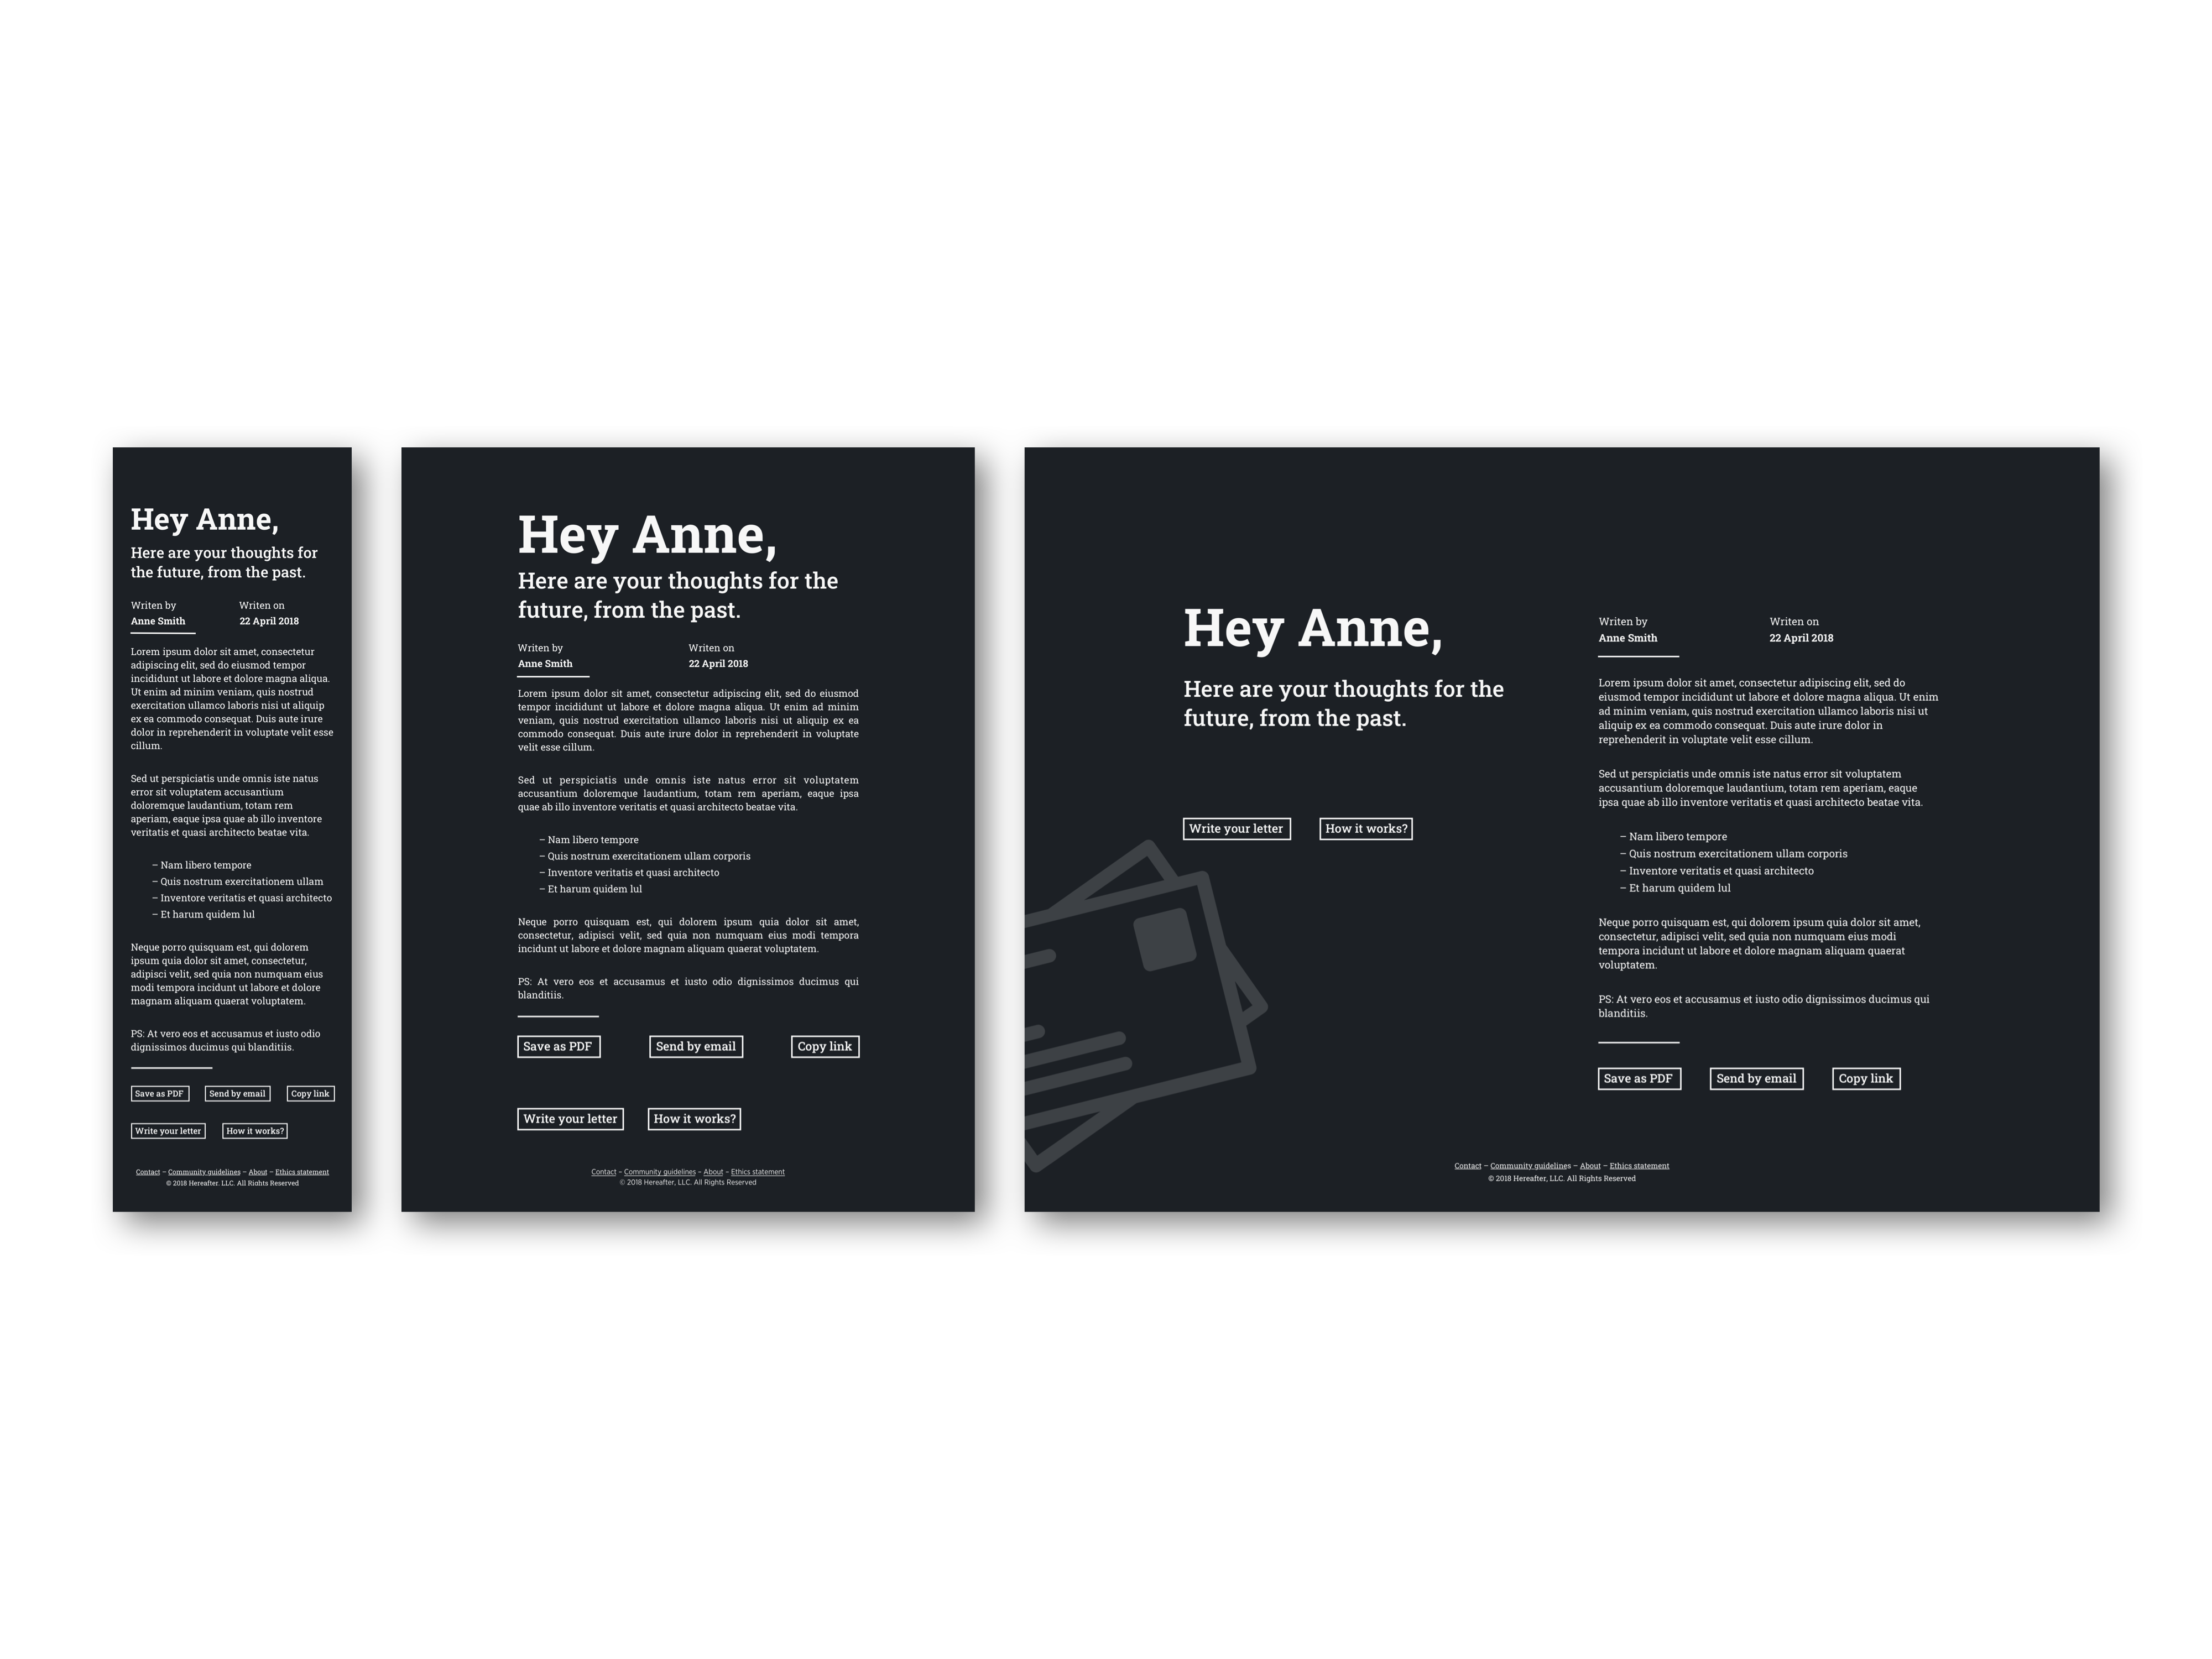 Hey Anne,
Here are your thoughts for
the future, from the past.
Writen by
Anne Smith
Writen on
22 April 2018
Lorem ipsum dolor sit amet, consectetur
adipiscing elit, sed do eiusmod tempor
incididunt ut labore et dolore magna aliqua.
Ut enim ad minim veniam, quis nostrud
exercitation ullamco laboris nisi ut aliquip
ex ea commodo consequat. Duis aute irure
dolor in reprehenderit in voluptate velit esse
cillum.
Sed ut perspiciatis unde omnis iste natus
error sit voluptatem accusantium
doloremque laudantium, totam rem
aperiam, eaque ipsa quae ab illo inventore
veritatis et quasi architecto beatae vita.
– Nam libero tempore
– Quis nostrum exercitationem ullam
– Inventore veritatis et quasi architecto
– Et harum quidem lul
Neque porro quisquam est, qui dolorem
ipsum quia dolor sit amet, consectetur,
adipisci velit, sed quia non numquam eius
modi tempora incidunt ut labore et dolore
magnam aliquam quaerat voluptatem.
PS: At vero eos et accusamus et iusto odio
dignissimos ducimus qui blanditiis.
Save as PDF
Send by email
Copy link
Write your letter
How it works?
Contact – Community guidelines – About – Ethics statement
© 2018 Hereafter, LLC. All Rights Reserved
Hey Anne,
Here are your thoughts for the
future, from the past.
Writen by
Anne Smith
Writen on
22 April 2018
Lorem ipsum dolor sit amet, consectetur adipiscing elit, sed do eiusmod
tempor incididunt ut labore et dolore magna aliqua. Ut enim ad minim
veniam, quis nostrud exercitation ullamco laboris nisi ut aliquip ex ea
commodo consequat. Duis aute irure dolor in reprehenderit in voluptate
velit esse cillum.
Sed ut perspiciatis unde omnis iste natus error sit voluptatem
accusantium doloremque laudantium, totam rem aperiam, eaque ipsa
quae ab illo inventore veritatis et quasi architecto beatae vita.
– Nam libero tempore
– Quis nostrum exercitationem ullam corporis
– Inventore veritatis et quasi architecto
– Et harum quidem lul
Neque porro quisquam est, qui dolorem ipsum quia dolor sit amet,
consectetur, adipisci velit, sed quia non numquam eius modi tempora
incidunt ut labore et dolore magnam aliquam quaerat voluptatem.
PS: At vero eos et accusamus et iusto odio dignissimos ducimus qui
blanditiis.
Save as PDF
Send by email
Copy link
Write your letter
How it works?
Contact – Community guidelines – About – Ethics statement
© 2018 Hereafter, LLC. All Rights Reserved
Hey Anne,
Here are your thoughts for the
future, from the past.
Write your letter
How it works?
Writen by
Anne Smith
Writen on
22 April 2018
Lorem ipsum dolor sit amet, consectetur adipiscing elit, sed do
eiusmod tempor incididunt ut labore et dolore magna aliqua. Ut enim
ad minim veniam, quis nostrud exercitation ullamco laboris nisi ut
aliquip ex ea commodo consequat. Duis aute irure dolor in
reprehenderit in voluptate velit esse cillum.
Sed ut perspiciatis unde omnis iste natus error sit voluptatem
accusantium doloremque laudantium, totam rem aperiam, eaque
ipsa quae ab illo inventore veritatis et quasi architecto beatae vita.
– Nam libero tempore
– Quis nostrum exercitationem ullam corporis
– Inventore veritatis et quasi architecto
– Et harum quidem lul
Neque porro quisquam est, qui dolorem ipsum quia dolor sit amet,
consectetur, adipisci velit, sed quia non numquam eius modi
tempora incidunt ut labore et dolore magnam aliquam quaerat
voluptatem.
PS: At vero eos et accusamus et iusto odio dignissimos ducimus qui
blanditiis.
Save as PDF
Send by email
Copy link
Contact – Community guidelines – About – Ethics statement
© 2018 Hereafter, LLC. All Rights Reserved